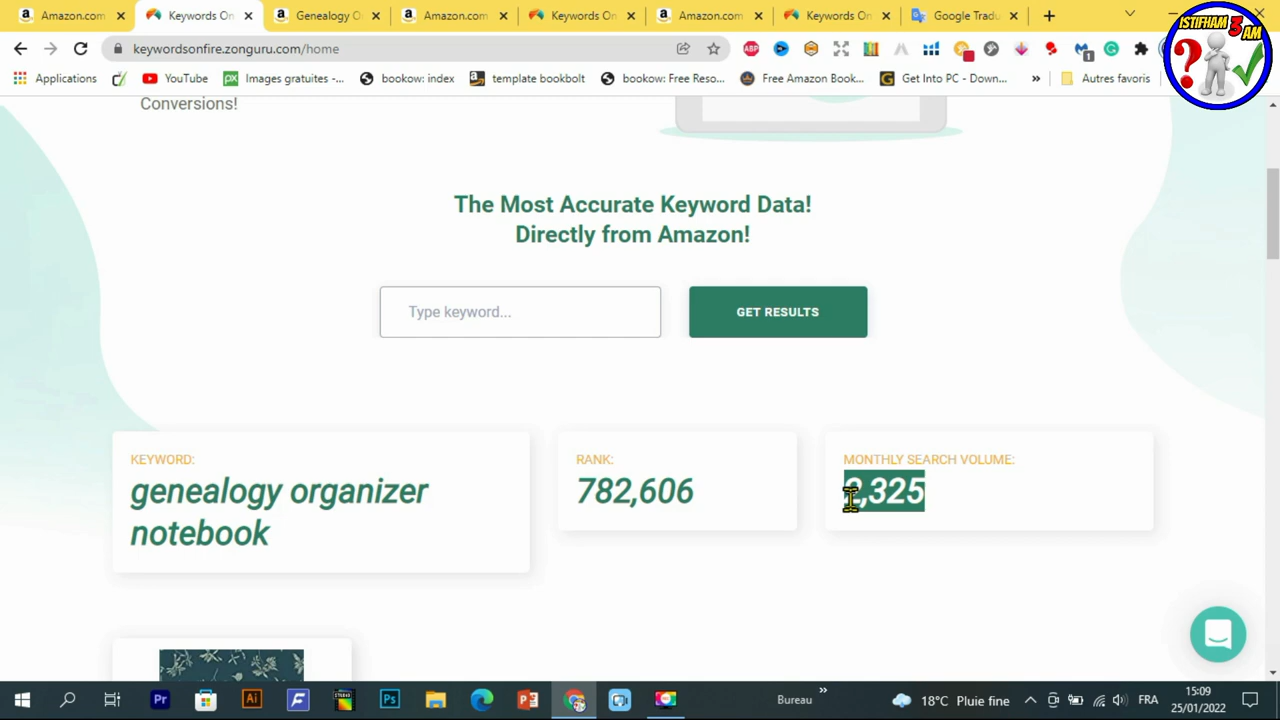 Amazon.com
Keywords On
Genealogy O
Amazon.com
Keywords On
Amazon.com
Keywords On
Google Tradu
ISTIFHAM 3 AM
keywordsonfire.zonguru.com/home
Applications
YouTube
Images gratuites -...
bookow: index
template bookbolt
bookow: Free Reso...
Free Amazon Book...
Get Into PC - Down...
»
Autres favoris
Conversions!
The Most Accurate Keyword Data!
Directly from Amazon!
Type keyword...
GET RESULTS
KEYWORD:
genealogy organizer
notebook
RANK:
782,606
MONTHLY SEARCH VOLUME:
2,325
Bureau
»
18°C Pluie fine
FRA
15:09
25/01/2022